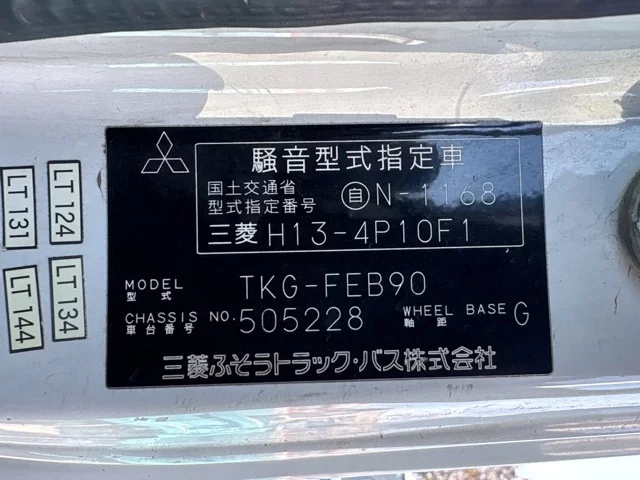 騒音型式指定車
国土交通省
型式指定番号 自N-1168
三菱 H13-4P10F1
MODEL
型式 TKG-FEB90
CHASSIS NO.
車台番号 505228
WHEEL BASE
軸距 G
三菱ふそうトラック・バス株式会社
LT 131
LT 124
LT 144
LT 134